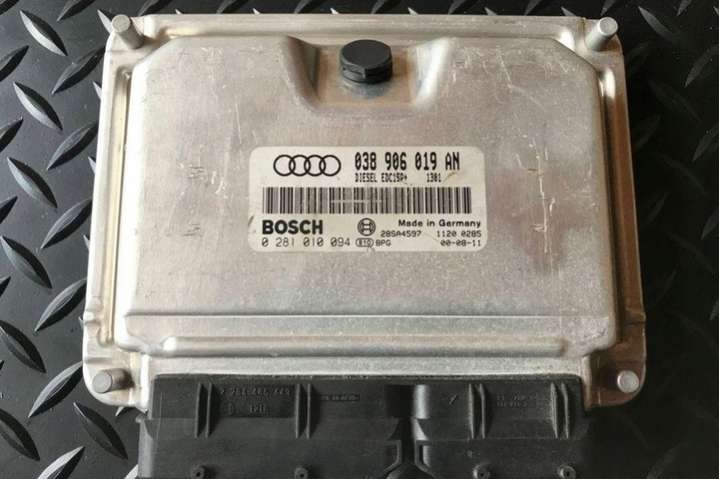 038 906 019 AN
DIESEL EDC15P+ 1301
BOSCH
Made in Germany
28SA4597 1120 0285
0 281 010 094 810 BPG 00-08-11